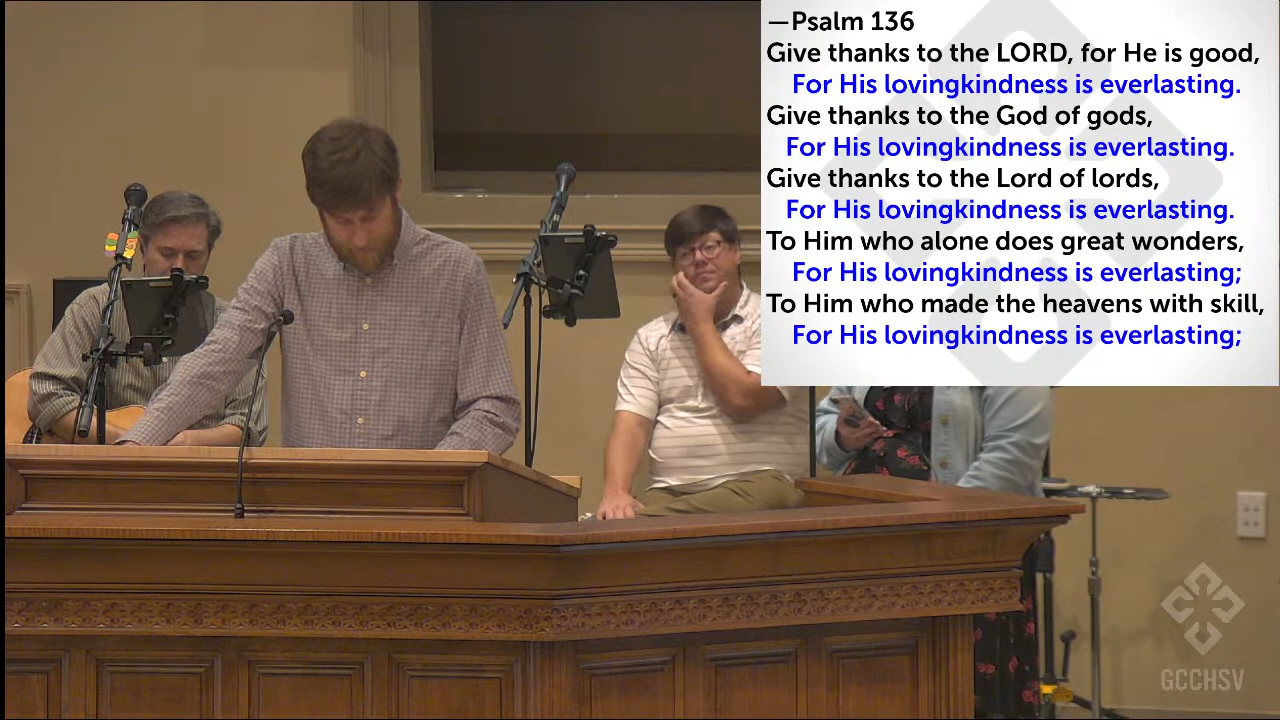 —Psalm 136
Give thanks to the LORD, for He is good,
For His lovingkindness is everlasting.
Give thanks to the God of gods,
For His lovingkindness is everlasting.
Give thanks to the Lord of lords,
For His lovingkindness is everlasting.
To Him who alone does great wonders,
For His lovingkindness is everlasting;
To Him who made the heavens with skill,
For His lovingkindness is everlasting;
GCCHSV